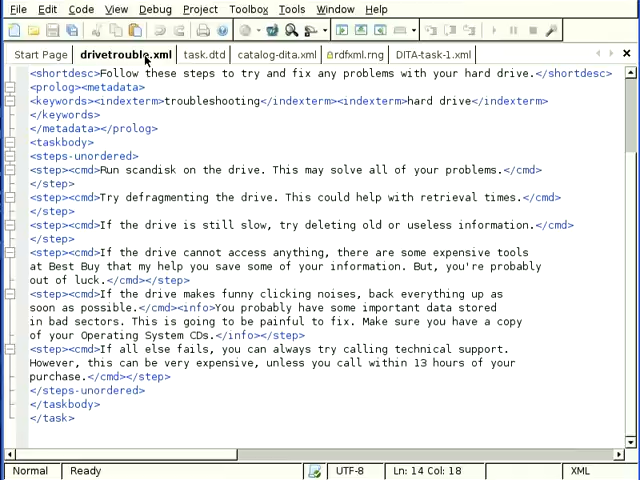 File Edit Code View Debug Project Toolbox Tools Window Help
Start Page drivetrouble.xml task.dtd catalog-dita.xml rdfxml.rng DITA-task-1.xml
<shortdesc>Follow these steps to try and fix any problems with your hard drive.</shortdesc>
<prolog><metadata>
<keywords><indexterm>troubleshooting</indexterm><indexterm>hard drive</indexterm>
</keywords>
</metadata></prolog>
<taskbody>
<steps-unordered>
<step><cmd>Run scandisk on the drive. This may solve all of your problems.</cmd>
</step>
<step><cmd>Try defragmenting the drive. This could help with retrieval times.</cmd>
</step>
<step><cmd>If the drive is still slow, try deleting old or useless information.</cmd>
</step>
<step><cmd>If the drive cannot access anything, there are some expensive tools
at Best Buy that my help you save some of your information. But, you're probably
out of luck.</cmd></step>
<step><cmd>If the drive makes funny clicking noises, back everything up as
soon as possible.</cmd><info>You probably have some important data stored
in bad sectors. This is going to be painful to fix. Make sure you have a copy
of your Operating System CDs.</info></step>
<step><cmd>If all else fails, you can always try calling technical support.
However, this can be very expensive, unless you call within 13 hours of your
purchase.</cmd></step>
</steps-unordered>
</taskbody>
</task>
Normal Ready UTF-8 Ln: 14 Col: 18 XML